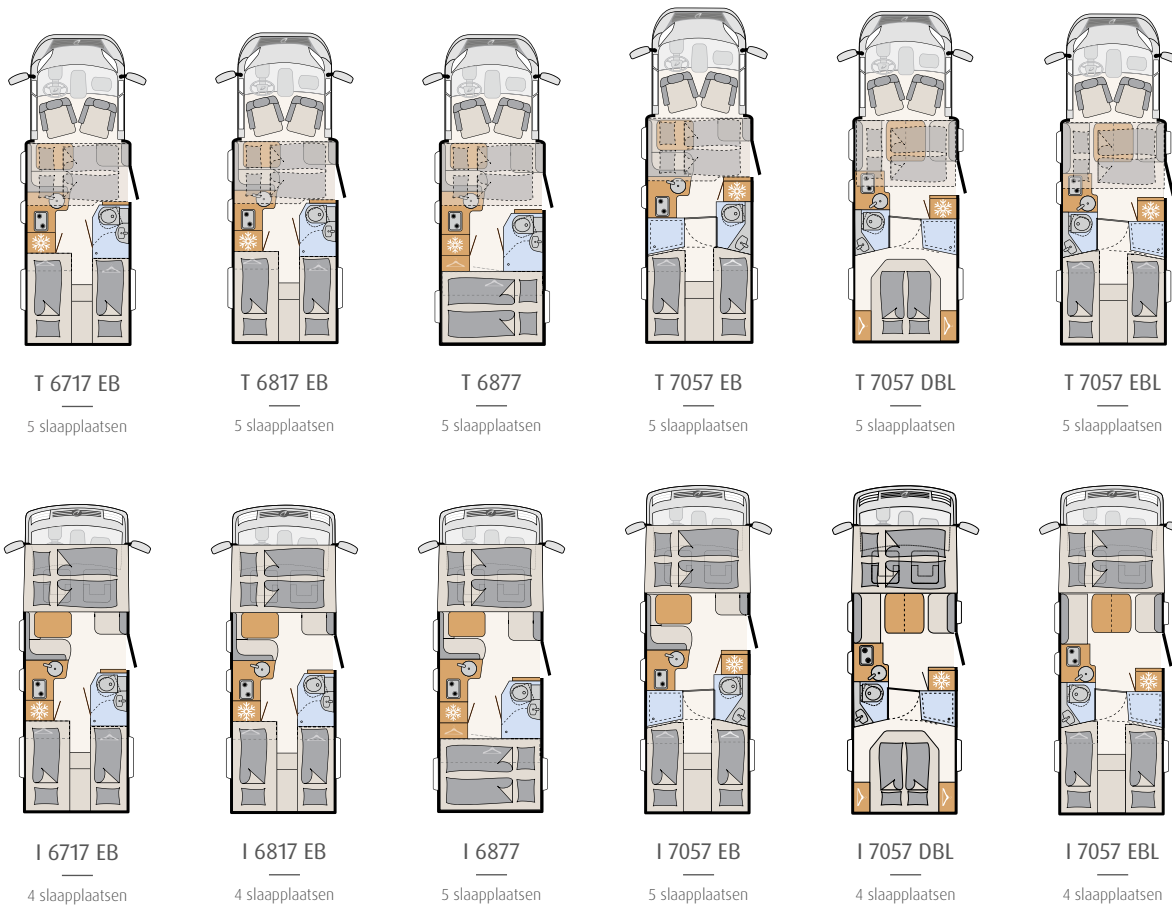 T 6717 EB
5 slaapplaatsen
T 6817 EB
5 slaapplaatsen
T 6877
5 slaapplaatsen
T 7057 EB
5 slaapplaatsen
T 7057 DBL
5 slaapplaatsen
T 7057 EBL
5 slaapplaatsen
I 6717 EB
4 slaapplaatsen
I 6817 EB
4 slaapplaatsen
I 6877
5 slaapplaatsen
I 7057 EB
5 slaapplaatsen
I 7057 DBL
4 slaapplaatsen
I 7057 EBL
4 slaapplaatsen